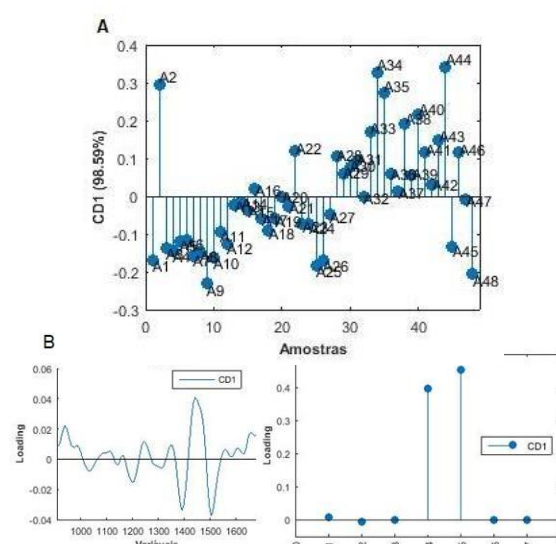 A
CD1 (98.59%)
0.4
0.3
0.2
0.1
0
-0.1
-0.2
-0.3
A1
A2
A9
A10
A11
A12
A16
A18
A19
A20
A21
A22
A25
A26
A27
A28
A29
A31
A32
A33
A34
A35
A37
A38
A39
A40
A41
A42
A43
A44
A45
A46
A47
A48
0
10
20
30
40
Amostras
B
Loading
0.06
0.04
0.02
0
-0.02
-0.04
CD1
1000
1100
1200
1300
1400
1500
1600
Loading
0.4
0.3
0.2
0.1
0
CD1